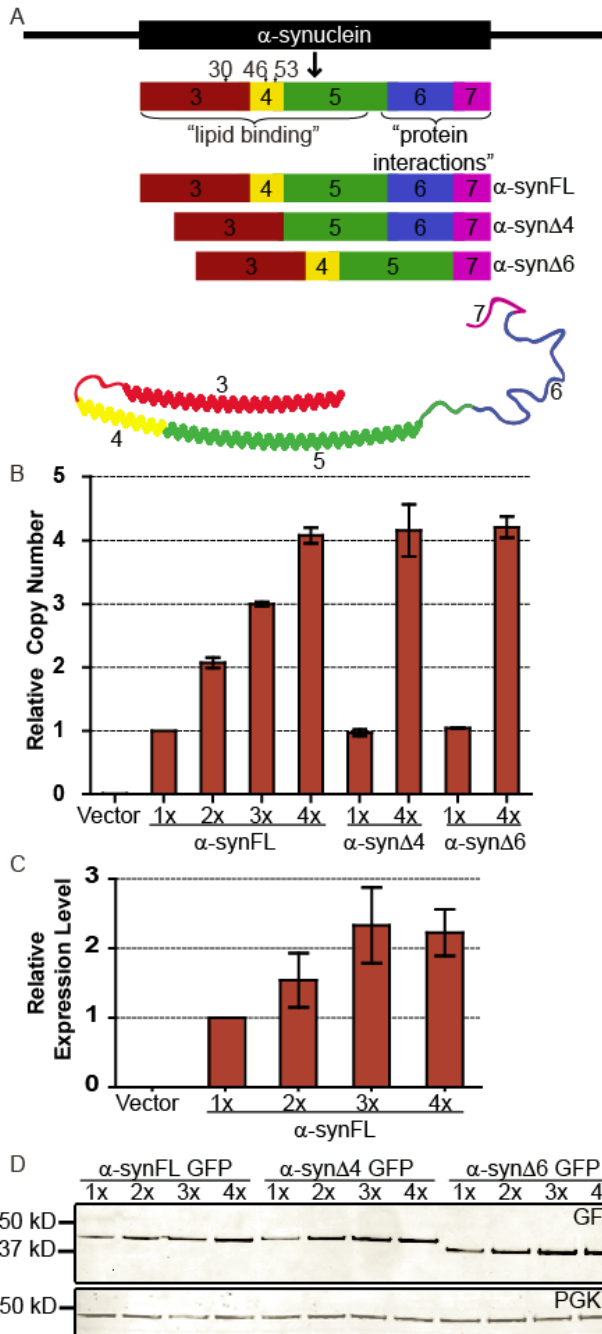 A
α-synuclein
30 46 53
3 4 5 6 7
“lipid binding” “protein
interactions”
3 4 5 6 7 α-synFL
3 5 6 7 α-synΔ4
3 4 5 7 α-synΔ6
7
3
6
4
5
B
Relative Copy Number
5
4
3
2
1
0
Vector 1x 2x 3x 4x 1x 4x 1x 4x
α-synFL α-synΔ4 α-synΔ6
C
Relative
Expression Level
3
2
1
0
Vector 1x 2x 3x 4x
α-synFL
D
α-synFL GFP α-synΔ4 GFP α-synΔ6 GFP
1x 2x 3x 4x 1x 2x 3x 4x 1x 2x 3x 4
50 kD GF
37 kD
PGK
50 kD